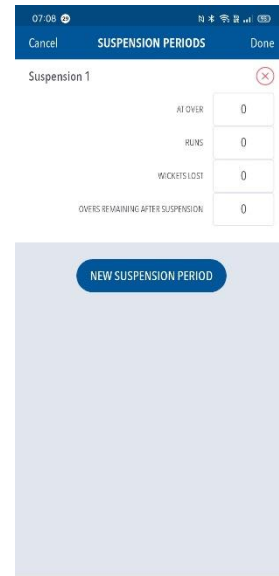 07:08
Cancel SUSPENSION PERIODS Done
Suspension 1
AT OVER 0
RUNS 0
WICKETS LOST 0
OVERS REMAINING AFTER SUSPENSION 0
NEW SUSPENSION PERIOD